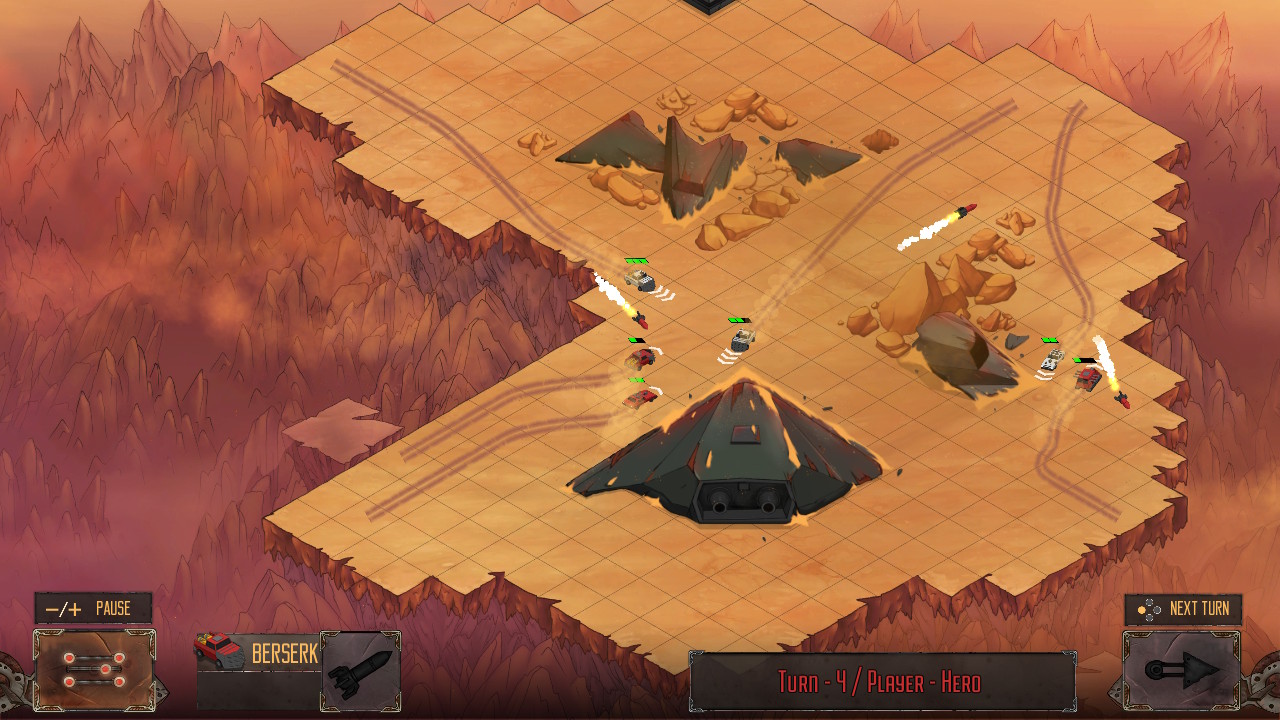 −/+ PAUSE
NEXT TURN
BERSERK
Turn - 4 / Player - Hero